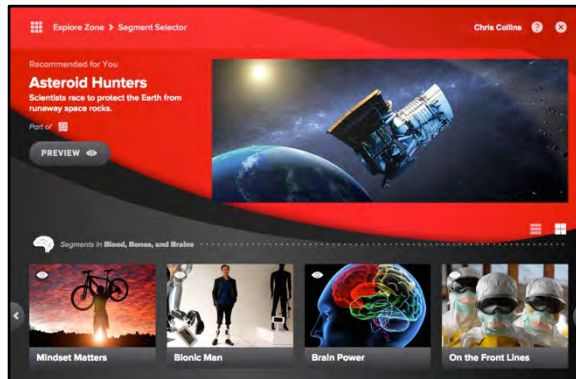 Explore Zone > Segment Selector
Chris Collins ?
Recommended for You
Asteroid Hunters
Scientists race to protect the Earth from
runaway space rocks.
Part of
PREVIEW
Segments in Blood, Bones, and Brains
Mindset Matters
Bionic Man
Brain Power
On the Front Lines